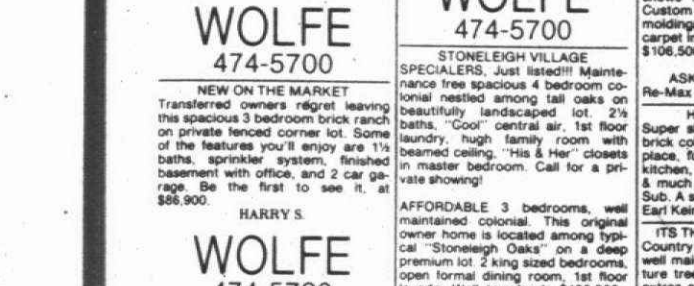 WOLFE
474-5700
NEW ON THE MARKET
Transferred owners regret leaving
this spacious 3 bedroom brick ranch
on private fenced corner lot. Some
of the features you'll enjoy are 1½
baths, sprinkler system, finished
basement with office, and 2 car ga-
rage. Be the first to see it, at
$86,900.
HARRY S.
WOLFE
474-5700
WOLFE
474-5700
STONELEIGH VILLAGE
SPECIALERS, Just listed!!! Mainte-
nance free spacious 4 bedroom co-
lonial nestled among tall oaks on
beautifully landscaped lot. 2½
baths, "Cool" central air, 1st floor
laundry, hugh family room with
beamed ceiling, "His & Her" closets
in master bedroom. Call for a pri-
vate showing!
AFFORDABLE 3 bedrooms, well
maintained colonial. This original
owner home is located among typi-
cal "Stoneleigh Oaks" on a deep
premium lot. 2 king sized bedrooms,
open formal dining room, 1st floor
Custom
molding
carpet in
$106,500
ASK
Re-Max
H
Super
brick co
place, f
kitchen,
& much
Sub. A s
Earl Keim
ITS TH
Country
well mai
ture tree